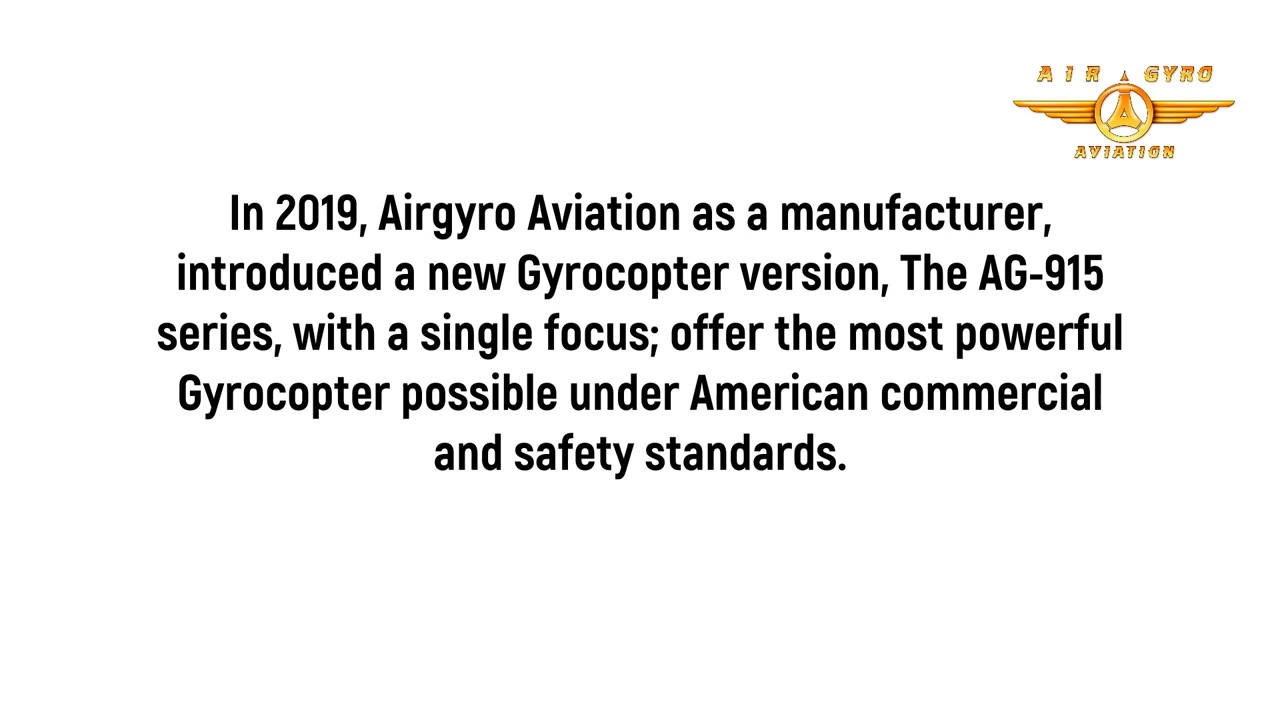 AIR GYRO
AVIATION
In 2019, Airgyro Aviation as a manufacturer,
introduced a new Gyrocopter version, The AG-915
series, with a single focus; offer the most powerful
Gyrocopter possible under American commercial
and safety standards.